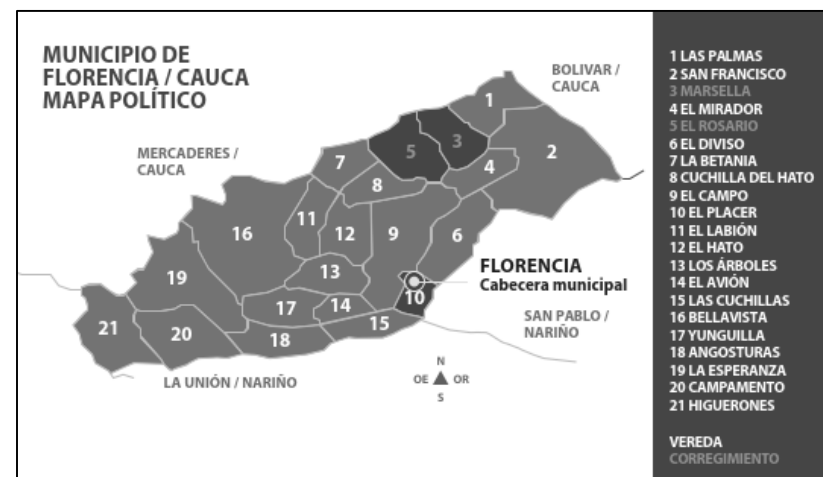 MUNICIPIO DE
FLORENCIA / CAUCA
MAPA POLÍTICO
BOLIVAR /
CAUCA
MERCADERES /
CAUCA
1
2
3
4
5
6
7
8
9
10
11
12
13
14
15
16
17
18
19
20
21
FLORENCIA
Cabecera municipal
SAN PABLO /
NARIÑO
LA UNIÓN / NARIÑO
N
OE OR
S
1 LAS PALMAS
2 SAN FRANCISCO
3 MARSELLA
4 EL MIRADOR
5 EL ROSARIO
6 EL DIVISO
7 LA BETANIA
8 CUCHILLA DEL HATO
9 EL CAMPO
10 EL PLACER
11 EL LABIÓN
12 EL HATO
13 LOS ÁRBOLES
14 EL AVIÓN
15 LAS CUCHILLAS
16 BELLAVISTA
17 YUNGUILLA
18 ANGOSTURAS
19 LA ESPERANZA
20 CAMPAMENTO
21 HIGUERONES
VEREDA
CORREGIMIENTO